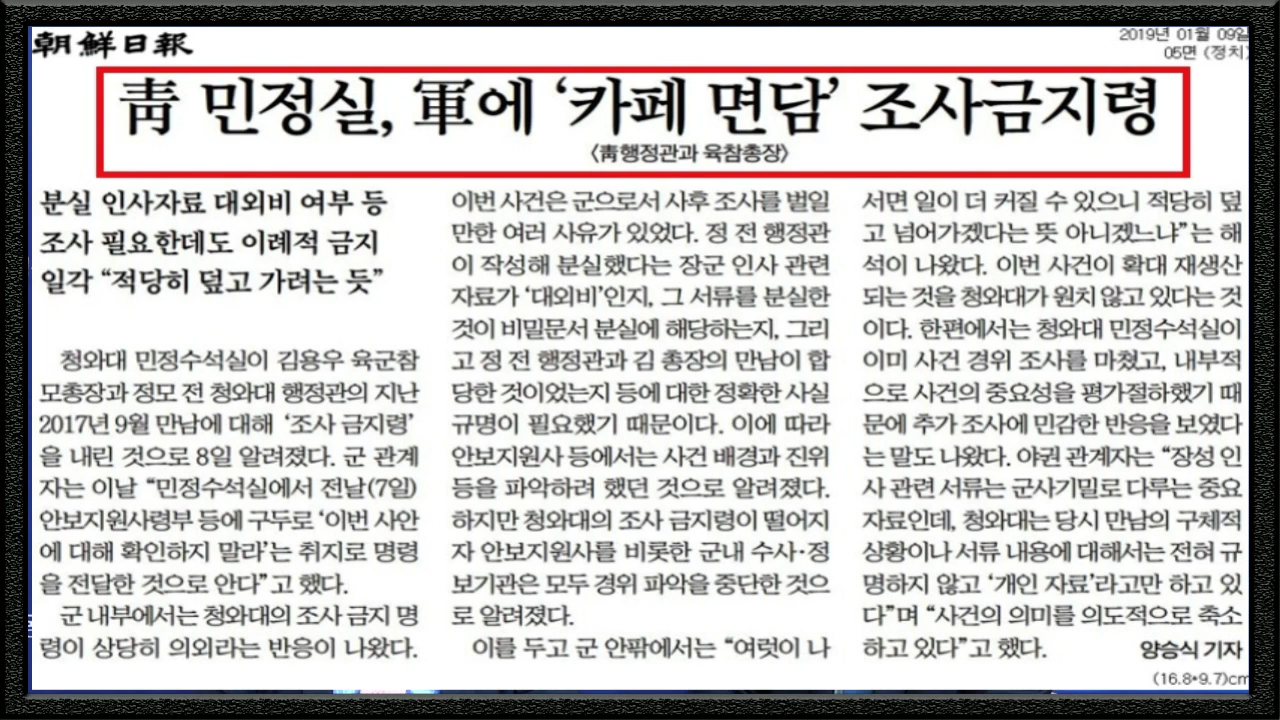 朝鮮日報
2019년 01월 09일
05면 (정치)
靑 민정실, 軍에 ‘카페 면담’ 조사금지령
〈靑행정관과 육참총장〉
분실 인사자료 대외비 여부 등
조사 필요한데도 이례적 금지
일각 “적당히 덮고 가려는 듯”
청와대 민정수석실이 김용우 육군참
모총장과 정모 전 청와대 행정관의 지난
2017년 9월 만남에 대해 ‘조사 금지령’
을 내린 것으로 8일 알려졌다. 군 관계
자는 이날 “민정수석실에서 전날(7일)
안보지원사령부 등에 구두로 ‘이번 사안
에 대해 확인하지 말라’는 취지로 명령
을 전달한 것으로 안다”고 했다.
군 내부에서는 청와대의 조사 금지 명
령이 상당히 의외라는 반응이 나왔다.
이번 사건은 군으로서 사후 조사를 벌일
만한 여러 사유가 있었다. 정 전 행정관
이 작성해 분실했다는 장군 인사 관련
자료가 ‘대외비’인지, 그 서류를 분실한
것이 비밀문서 분실에 해당하는지, 그리
고 정 전 행정관과 김 총장의 만남이 합
당한 것이었는지 등에 대한 정확한 사실
규명이 필요했기 때문이다. 이에 따라
안보지원사 등에서는 사건 배경과 진위
등을 파악하려 했던 것으로 알려졌다.
하지만 청와대의 조사 금지령이 떨어지
자 안보지원사를 비롯한 군내 수사·정
보기관은 모두 경위 파악을 중단한 것으
로 알려졌다.
이를 두고 군 안팎에서는 “여럿이 나
서면 일이 더 커질 수 있으니 적당히 덮
고 넘어가겠다는 뜻 아니겠느냐”는 해
석이 나왔다. 이번 사건이 확대 재생산
되는 것을 청와대가 원치 않고 있다는 것
이다. 한편에서는 청와대 민정수석실이
이미 사건 경위 조사를 마쳤고, 내부적
으로 사건의 중요성을 평가절하했기 때
문에 추가 조사에 민감한 반응을 보였다
는 말도 나왔다. 야권 관계자는 “장성 인
사 관련 서류는 군사기밀로 다루는 중요
자료인데, 청와대는 당시 만남의 구체적
상황이나 서류 내용에 대해서는 전혀 규
명하지 않고 ‘개인 자료’라고만 하고 있
다”며 “사건의 의미를 의도적으로 축소
하고 있다”고 했다.
양승식 기자
(16.8*9.7)cm